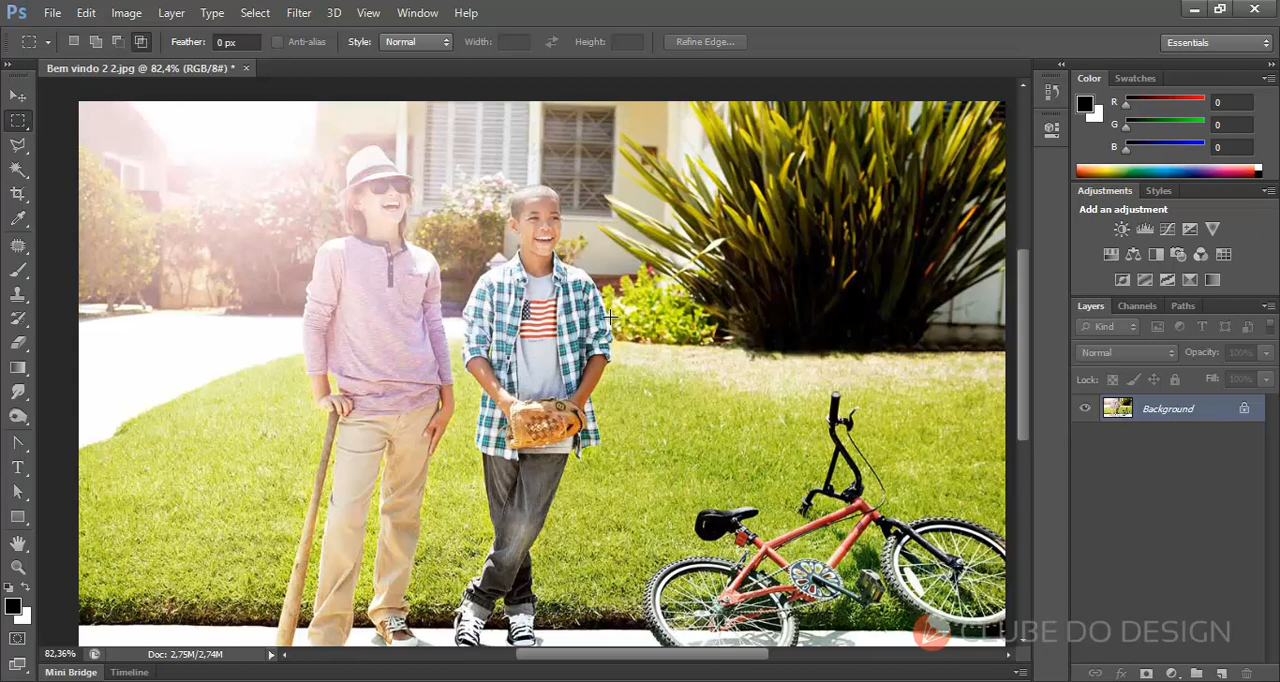 Ps File Edit Image Layer Type Select Filter 3D View Window Help
Feather: 0 px Anti-alias Style: Normal Width: Height: Refine Edge... Essentials
Bem vindo 2 2.jpg @ 82,4% (RGB/8#) * ×
Color Swatches
R 0
G 0
B 0
Adjustments Styles
Add an adjustment
Layers Channels Paths
Kind
Normal Opacity: 100%
Lock: Fill: 100%
Background
CLUBE DO DESIGN
82,36% Doc: 2,75M/2,74M
Mini Bridge Timeline